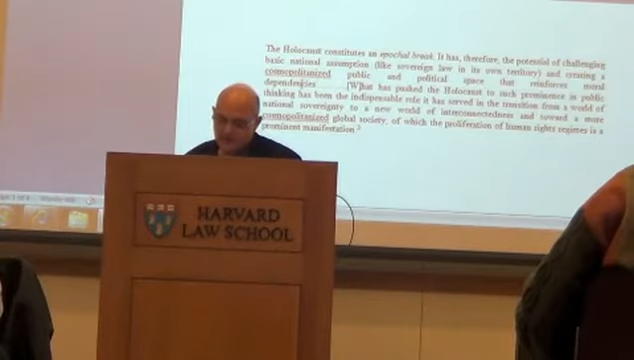 The Holocaust constitutes an epochal break. It has, therefore, the potential of challenging
basic national assumption (like sovereign law in its own territory) and creating a
cosmopolitanized public and political space that reinforces moral
dependencies ........[W]hat has pushed the Holocaust to such prominence in public
thinking has been the indispensable role it has served in the transition from a world of
national sovereignty to a new world of interconnectedness and toward a more
cosmopolitanized global society, of which the proliferation of human rights regimes is a
prominent manifestation
HARVARD
LAW SCHOOL